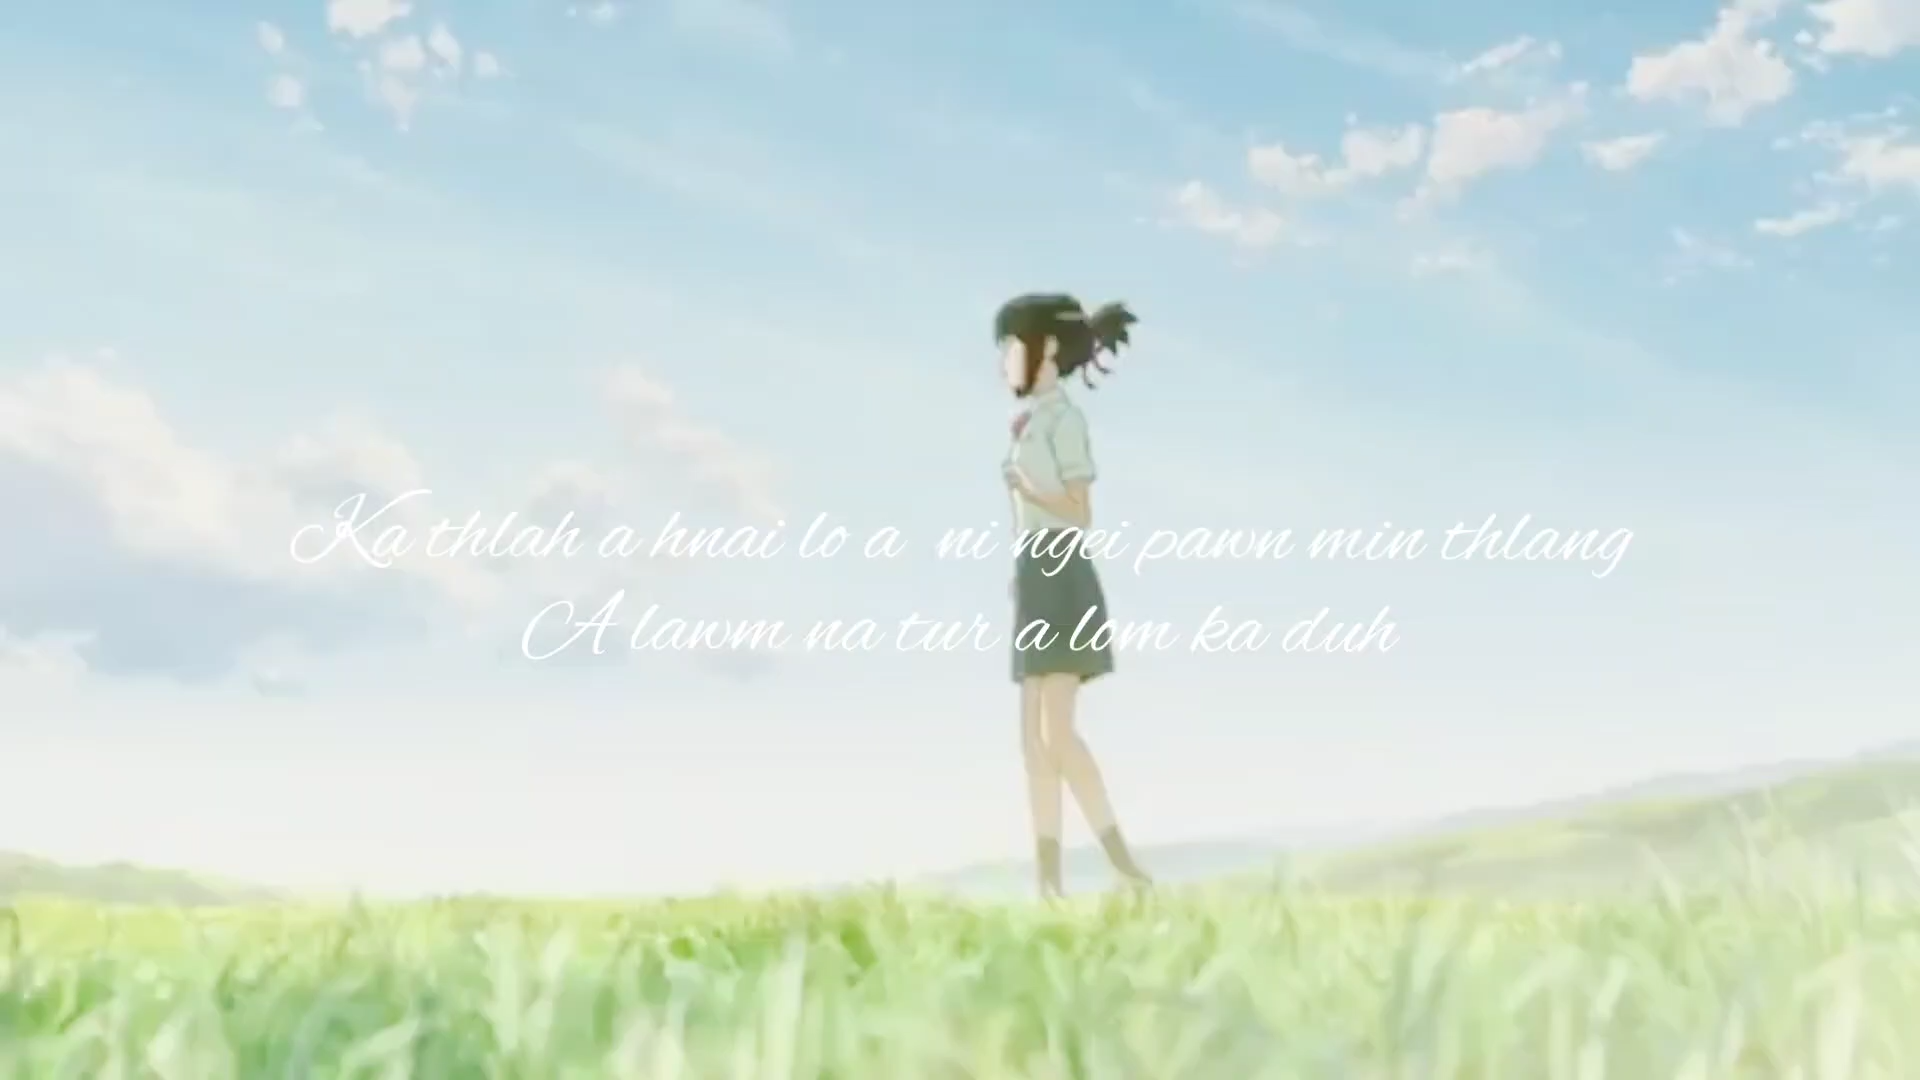 Ka thlah a hnai lo a ni ngei pawn min thlang
A lawm na tur a lom ka duh